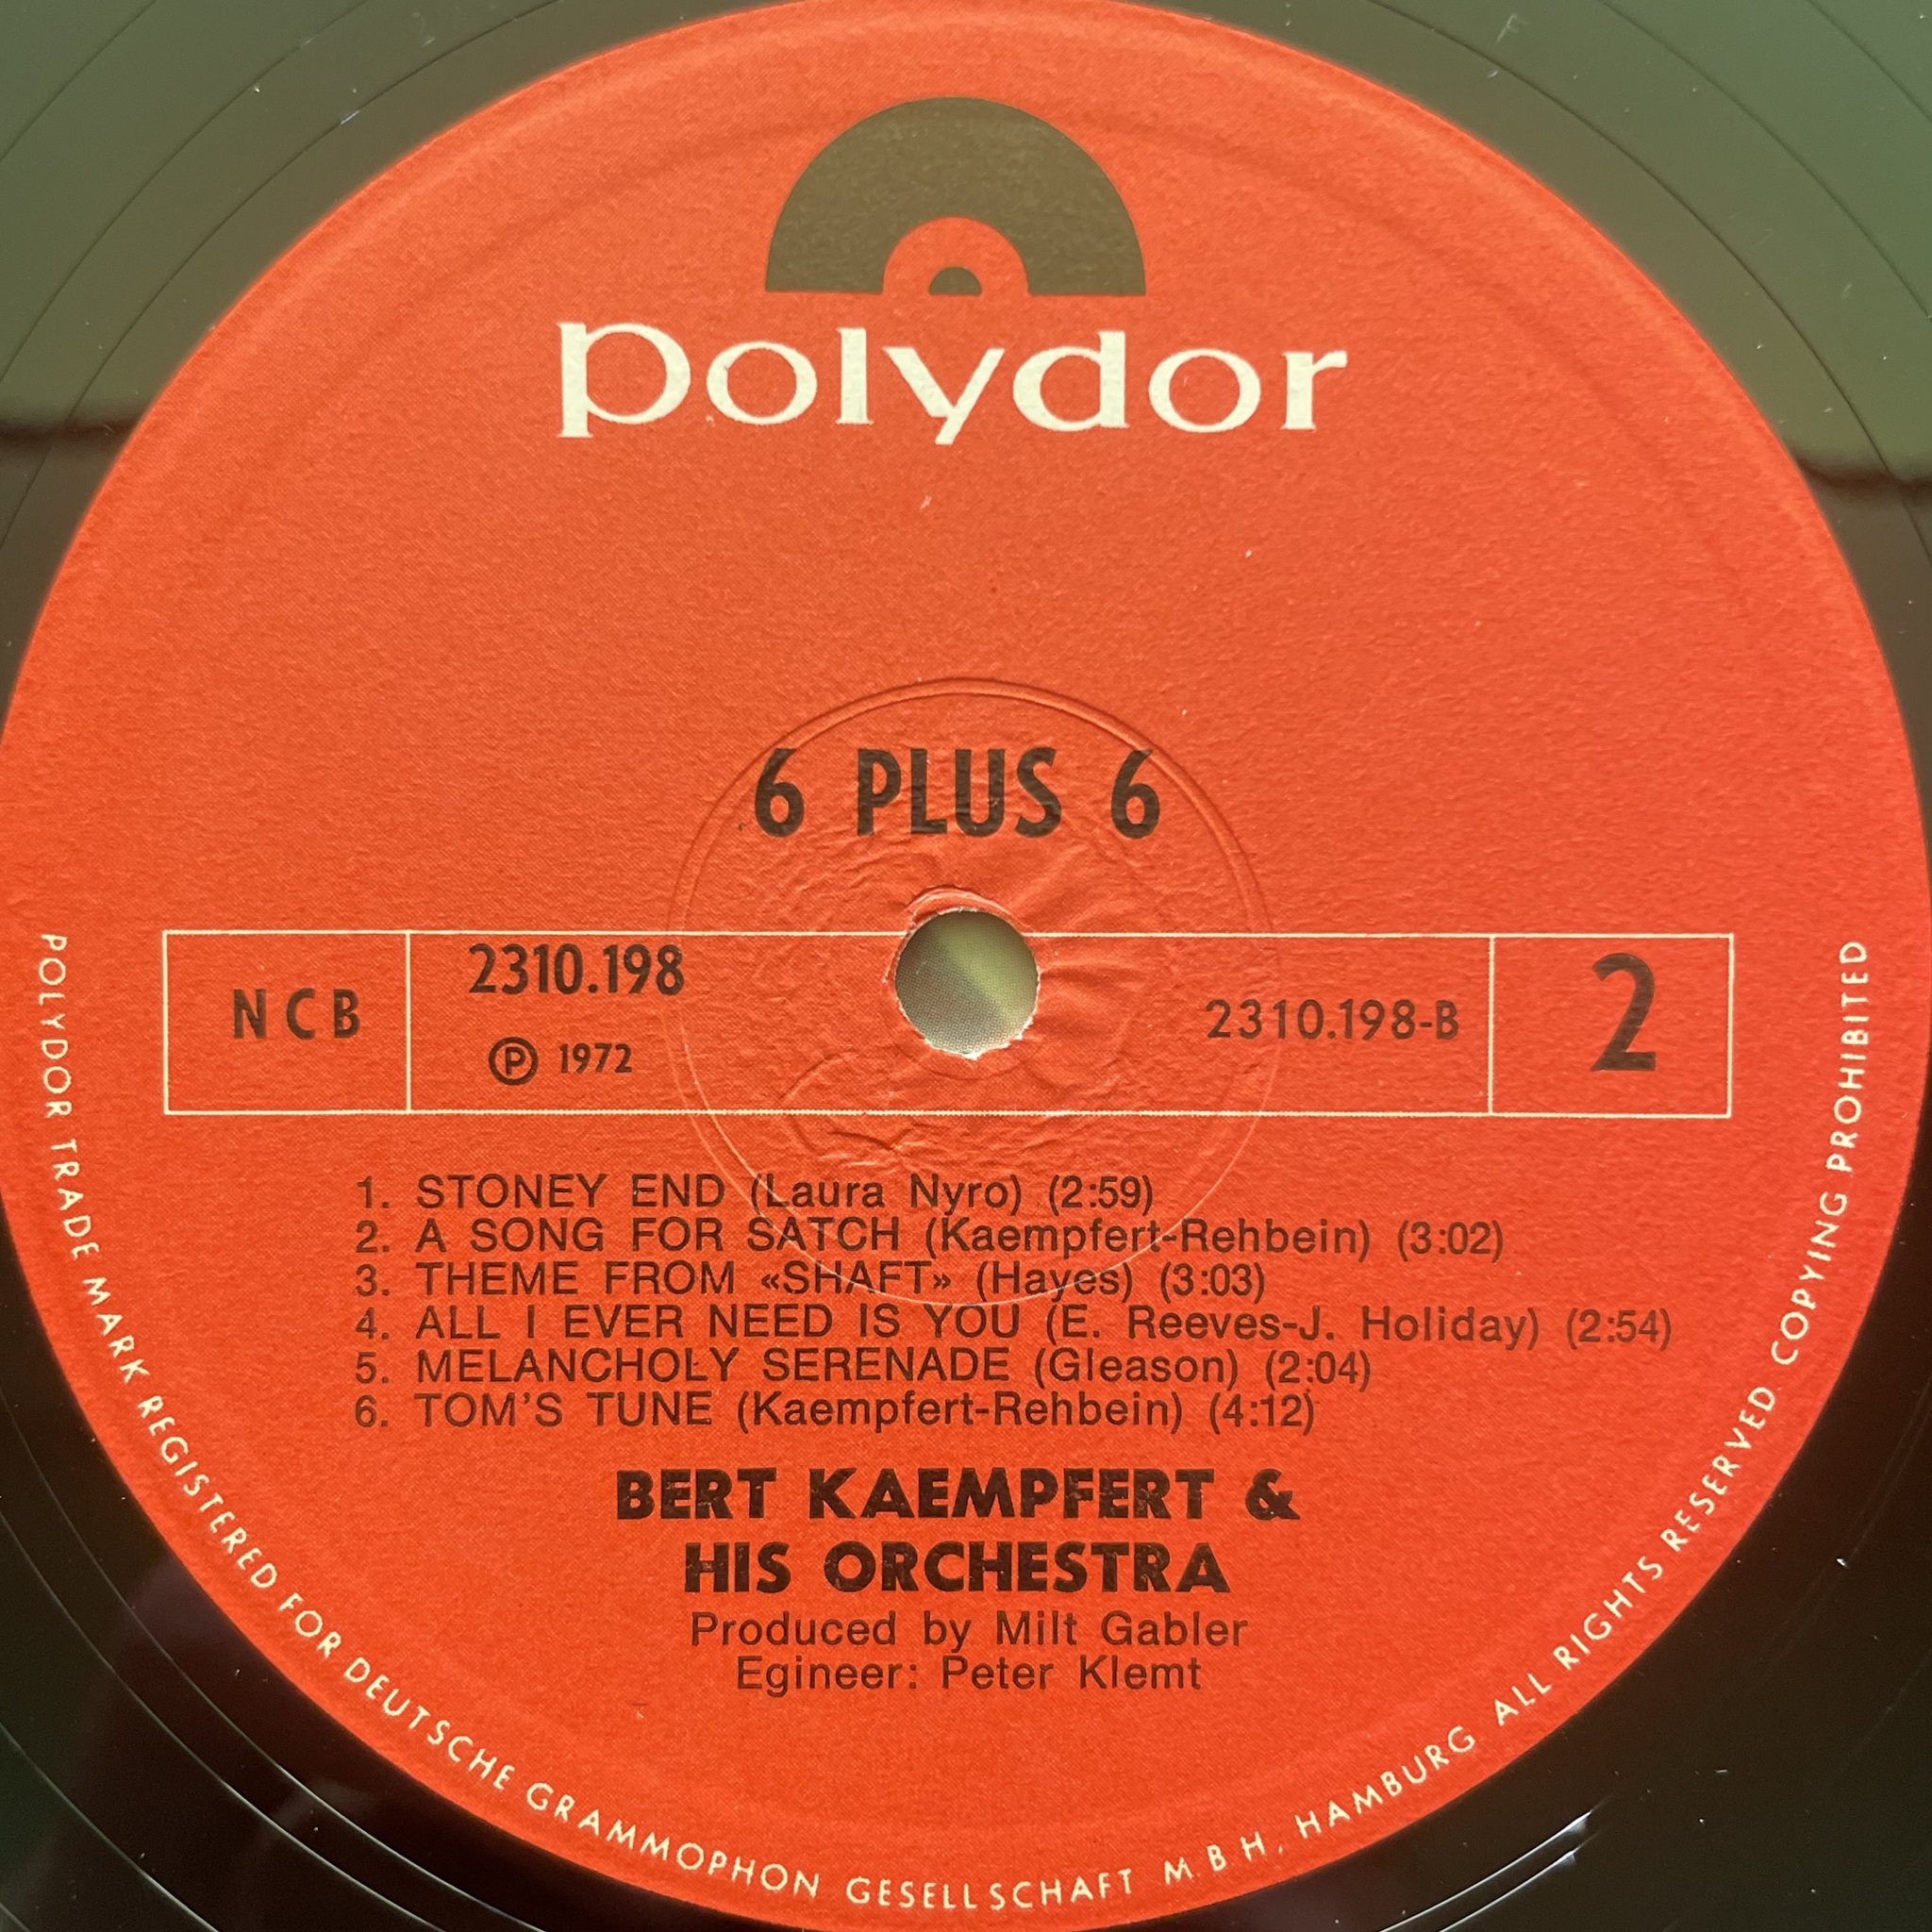 polydor
6 PLUS 6
NCB
2310.198
Ⓟ 1972
2310.198-B
2
1. STONEY END (Laura Nyro) (2:59)
2. A SONG FOR SATCH (Kaempfert-Rehbein) (3:02)
3. THEME FROM «SHAFT» (Hayes) (3:03)
4. ALL I EVER NEED IS YOU (E. Reeves-J. Holiday) (2:54)
5. MELANCHOLY SERENADE (Gleason) (2:04)
6. TOM'S TUNE (Kaempfert-Rehbein) (4:12)
BERT KAEMPFERT &
HIS ORCHESTRA
Produced by Milt Gabler
Egineer: Peter Klemt
POLYDOR TRADE MARK REGISTERED FOR DEUTSCHE GRAMMOPHON GESELLSCHAFT M.B H, HAMBURG ALL RIGHTS RESERVED. COPYING PROHIBITED